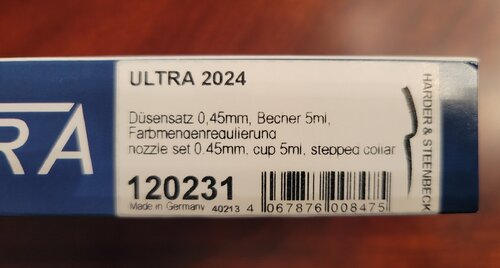 ULTRA 2024
Düsensatz 0,45mm, Becher 5ml,
Farbmengenregulierung
nozzle set 0.45mm, cup 5ml, stepped collar
120231
Made in Germany 40213 4 067876 008475
HARDER & STEENBECK
RA